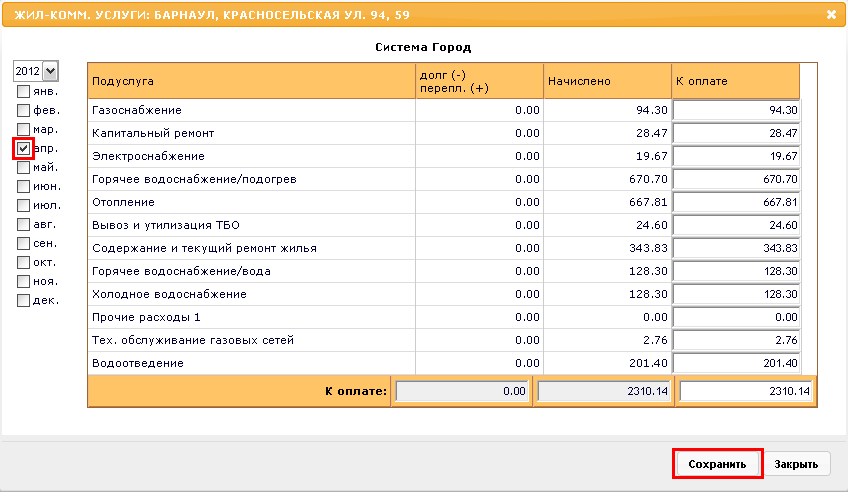 ЖИЛ-КОММ. УСЛУГИ: БАРНАУЛ, КРАСНОСЕЛЬСКАЯ УЛ. 94, 59
Система Город
2012
янв.
фев.
мар.
апр.
май.
июн.
июл.
авг.
сен.
окт.
ноя.
дек.
Подуслуга долг (-) перепл. (+) Начислено К оплате
Газоснабжение 0.00 94.30 94.30
Капитальный ремонт 0.00 28.47 28.47
Электроснабжение 0.00 19.67 19.67
Горячее водоснабжение/подогрев 0.00 670.70 670.70
Отопление 0.00 667.81 667.81
Вывоз и утилизация ТБО 0.00 24.60 24.60
Содержание и текущий ремонт жилья 0.00 343.83 343.83
Горячее водоснабжение/вода 0.00 128.30 128.30
Холодное водоснабжение 0.00 128.30 128.30
Прочие расходы 1 0.00 0.00 0.00
Тех. обслуживание газовых сетей 0.00 2.76 2.76
Водоотведение 0.00 201.40 201.40
К оплате: 0.00 2310.14 2310.14
Сохранить Закрыть